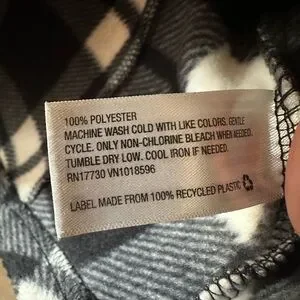 100% POLYESTER
MACHINE WASH COLD WITH LIKE COLORS. GENTLE
CYCLE. ONLY NON-CHLORINE BLEACH WHEN NEEDED.
TUMBLE DRY LOW. COOL IRON IF NEEDED.
RN17730 VN1018596
LABEL MADE FROM 100% RECYCLED PLASTIC